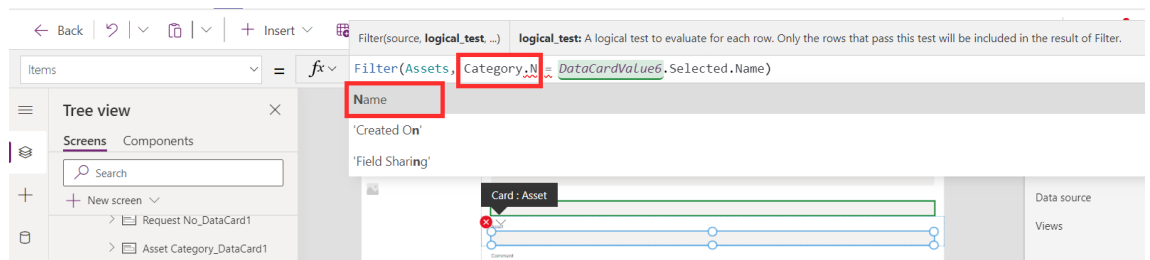 Back
Insert
Filter(source, logical_test, ...) logical_test: A logical test to evaluate for each row. Only the rows that pass this test will be included in the result of Filter.
Items = fx Filter(Assets, Category.N = DataCardValue6.Selected.Name)
Name
'Created On'
'Field Sharing'
Tree view
Screens Components
Search
New screen
Request No_DataCard1
Asset Category_DataCard1
Card : Asset
Comment
Data source
Views